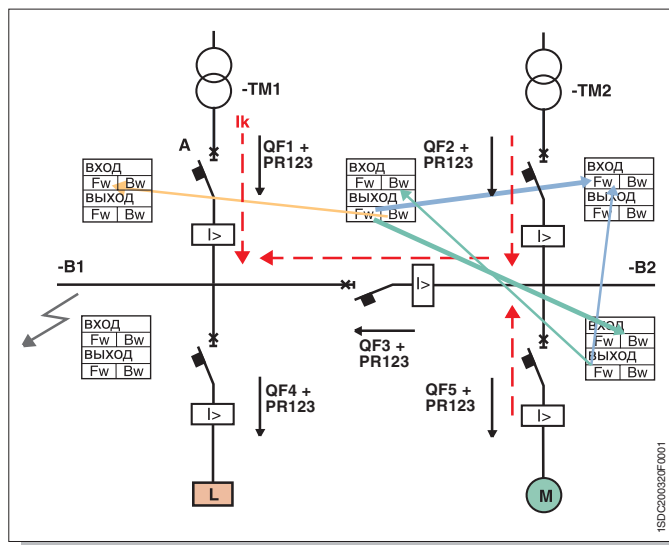 -TM1
-TM2
Ik
A
QF1 +
PR123
QF2 +
PR123
ВХОД
Fw Bw
ВЫХОД
Fw Bw
ВХОД
Fw Bw
ВЫХОД
Fw Bw
ВХОД
Fw Bw
ВЫХОД
Fw Bw
I>
I>
-B1
-B2
I>
QF3 +
PR123
ВХОД
Fw Bw
ВЫХОД
Fw Bw
ВХОД
Fw Bw
ВЫХОД
Fw Bw
QF4 +
PR123
QF5 +
PR123
I>
I>
L
M
1SDC200320F0001